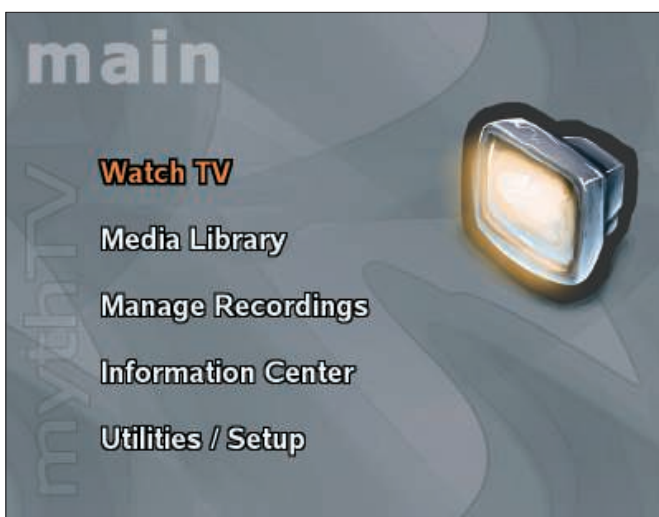 main
Watch TV
Media Library
Manage Recordings
Information Center
Utilities / Setup
mythTV